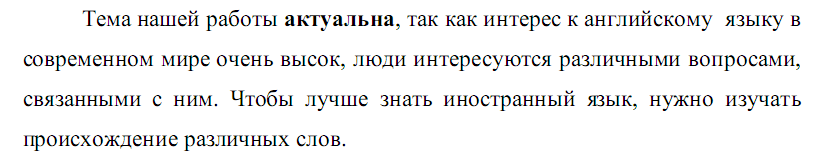 Тема нашей работы актуальна, так как интерес к английскому языку в
современном мире очень высок, люди интересуются различными вопросами,
связанными с ним. Чтобы лучше знать иностранный язык, нужно изучать
происхождение различных слов.